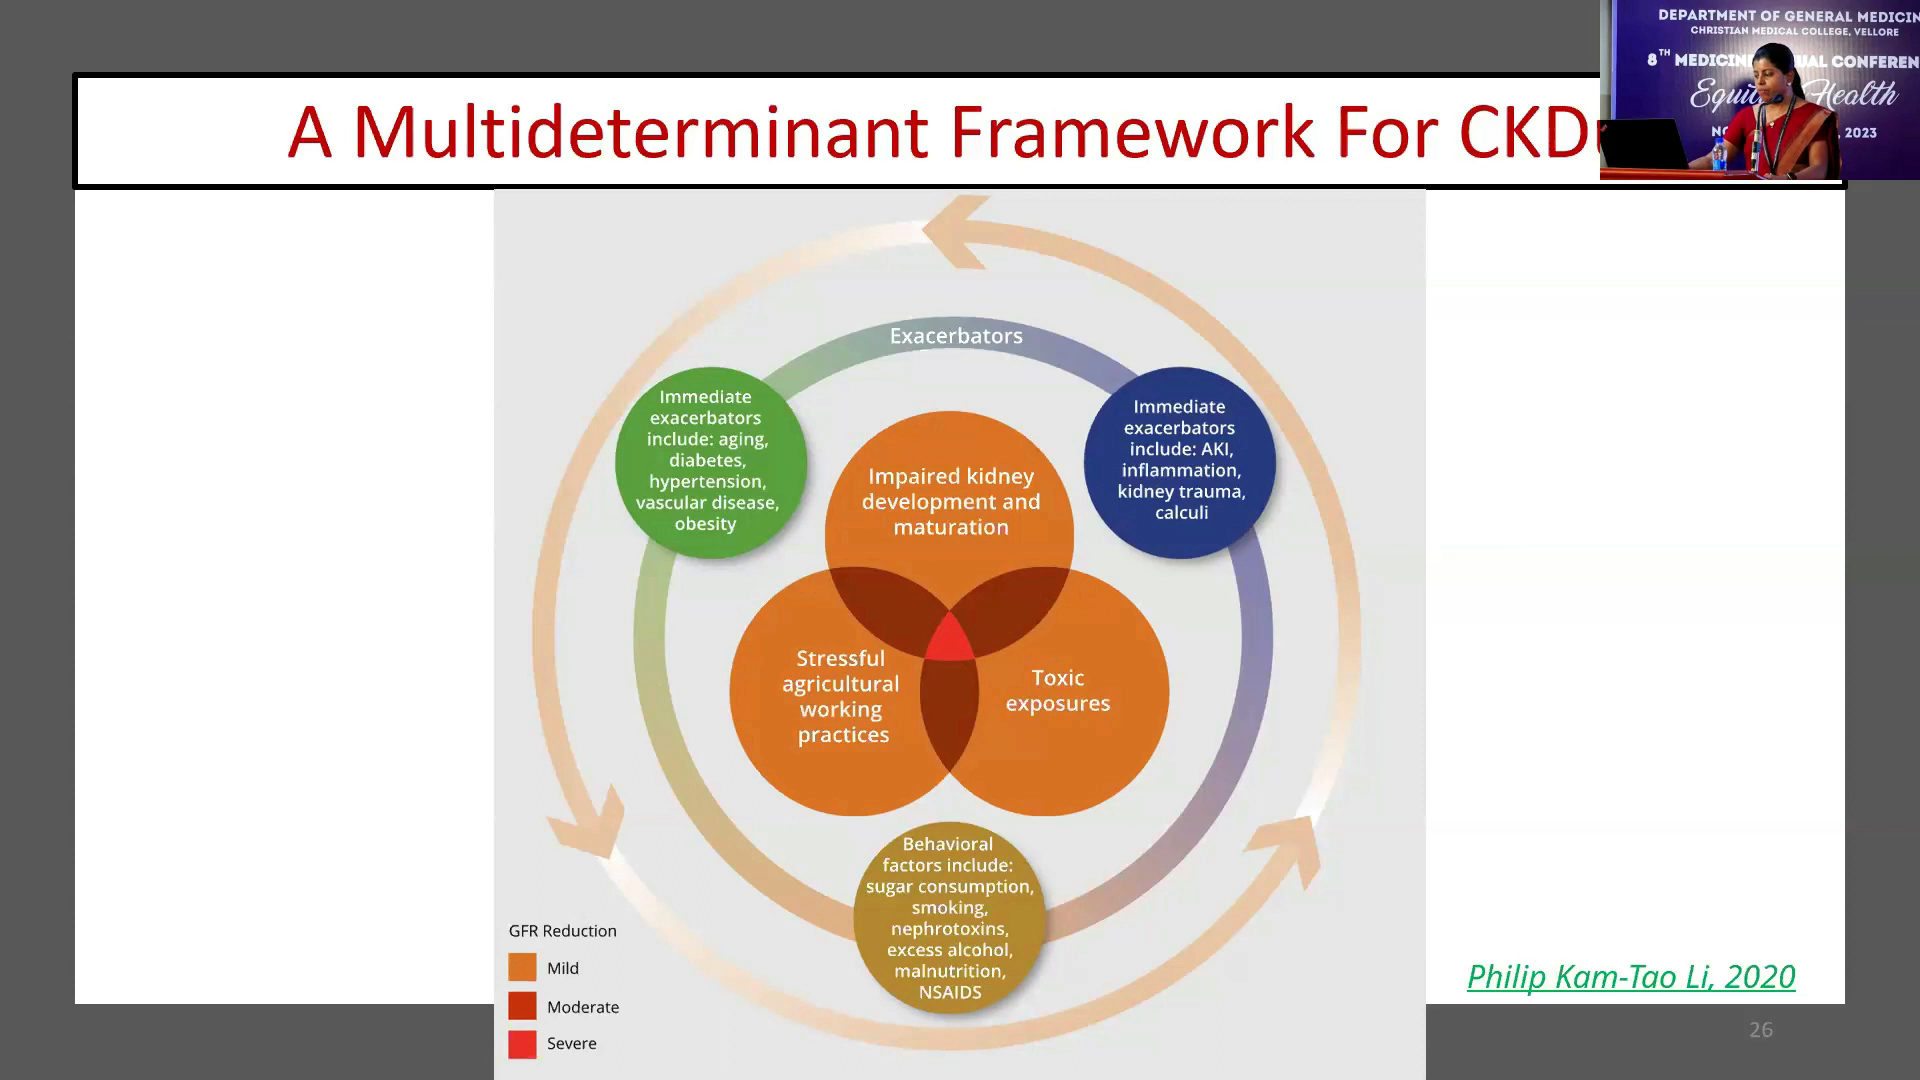 DEPARTMENT OF GENERAL MEDICIN
CHRISTIAN MEDICAL COLLEGE, VELLORE
8TH MEDICIN UAL CONFEREN
Health
2023
A Multideterminant Framework For CKD
Exacerbators
Immediate
exacerbators
include: aging,
diabetes,
hypertension,
vascular disease,
obesity
Immediate
exacerbators
include: AKI,
inflammation,
kidney trauma,
calculi
Impaired kidney
development and
maturation
Stressful
agricultural
working
practices
Toxic
exposures
Behavioral
factors include:
sugar consumption,
smoking,
nephrotoxins,
excess alcohol,
malnutrition,
NSAIDS
GFR Reduction
Mild
Moderate
Severe
Philip Kam-Tao Li, 2020
26